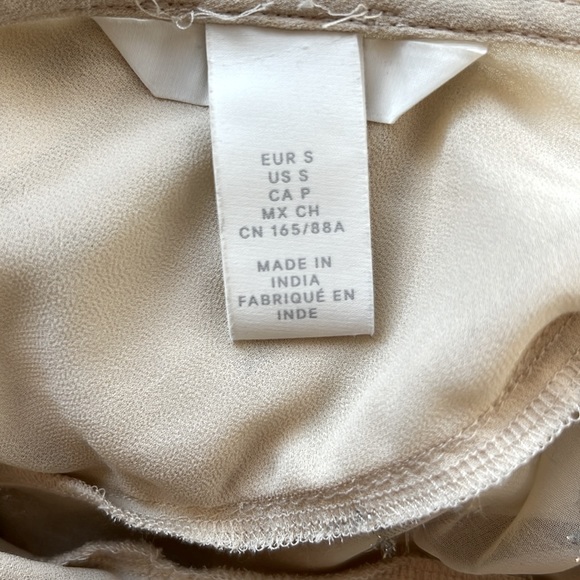 EUR S
US S
CA P
MX CH
CN 165/88A
MADE IN
INDIA
FABRIQUÉ EN
INDE